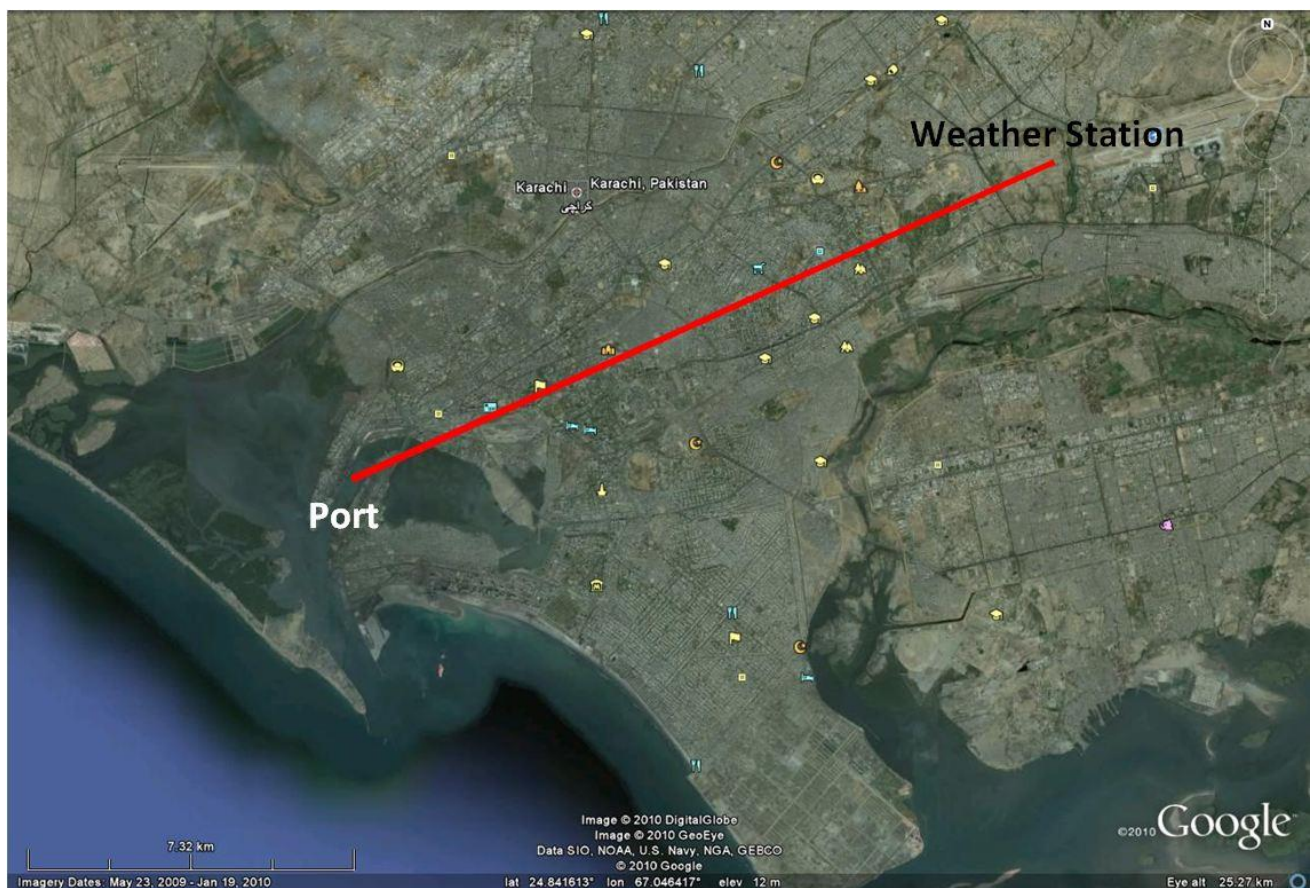 N
Weather Station
Karachi
Karachi, Pakistan
كراچى
Port
Image © 2010 DigitalGlobe
Image © 2010 GeoEye
Data SIO, NOAA, U.S. Navy, NGA, GEBCO
© 2010 Google
©2010 Google
7.32 km
Imagery Dates: May 23, 2009 - Jan 19, 2010
lat 24.841613° lon 67.046417° elev 12 m
Eye alt 25.27 km